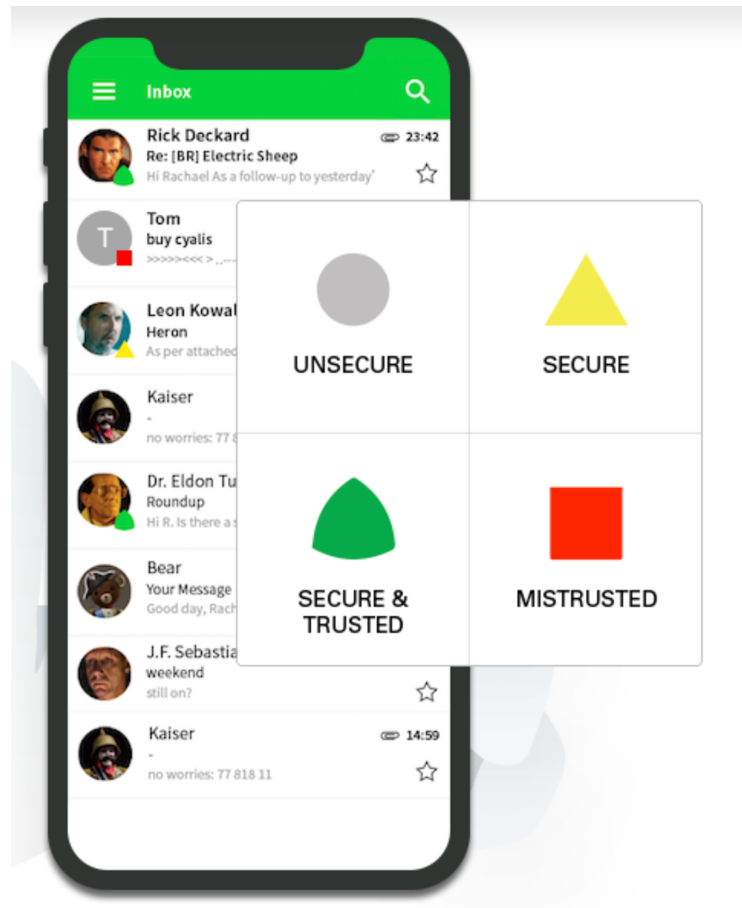 Inbox
Rick Deckard
23:42
Re: [BR] Electric Sheep
Hi Rachael As a follow-up to yesterday'
T
Tom
buy cyalis
>>>>><<< > ..----
Leon Kowal
Heron
As per attached
Kaiser
-
no worries: 77 8
Dr. Eldon Tu
Roundup
Hi R. Is there a s
Bear
Your Message
Good day, Rach
J.F. Sebastia
weekend
still on?
Kaiser
14:59
-
no worries: 77 818 11
UNSECURE
SECURE
SECURE &
TRUSTED
MISTRUSTED